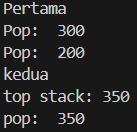 Pertama
Pop:  300
Pop:  200
kedua
top stack: 350
pop:  350